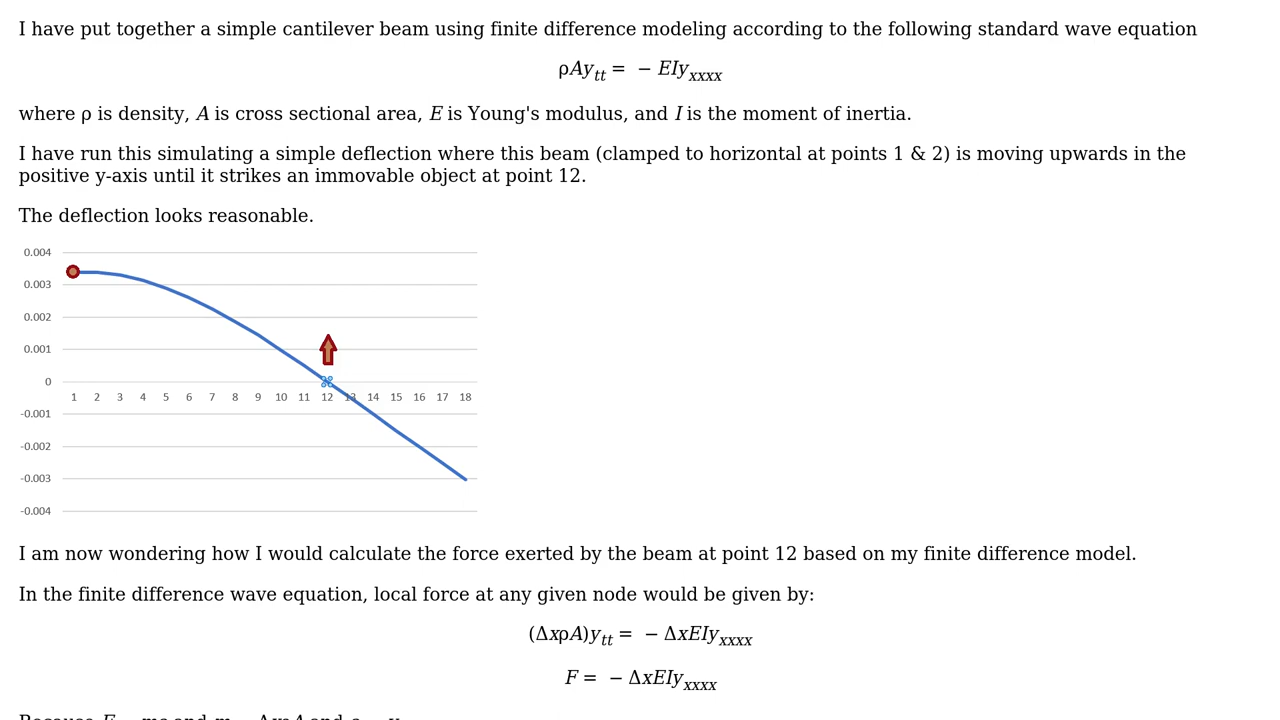 I have put together a simple cantilever beam using finite difference modeling according to the following standard wave equation
ρAy_tt = − EIy_xxxx
where ρ is density, A is cross sectional area, E is Young's modulus, and I is the moment of inertia.
I have run this simulating a simple deflection where this beam (clamped to horizontal at points 1 & 2) is moving upwards in the
positive y-axis until it strikes an immovable object at point 12.
The deflection looks reasonable.
0.004
0.003
0.002
0.001
0
1 2 3 4 5 6 7 8 9 10 11 12 13 14 15 16 17 18
-0.001
-0.002
-0.003
-0.004
I am now wondering how I would calculate the force exerted by the beam at point 12 based on my finite difference model.
In the finite difference wave equation, local force at any given node would be given by:
(ΔxρA)y_tt = − ΔxEIy_xxxx
F = − ΔxEIy_xxxx